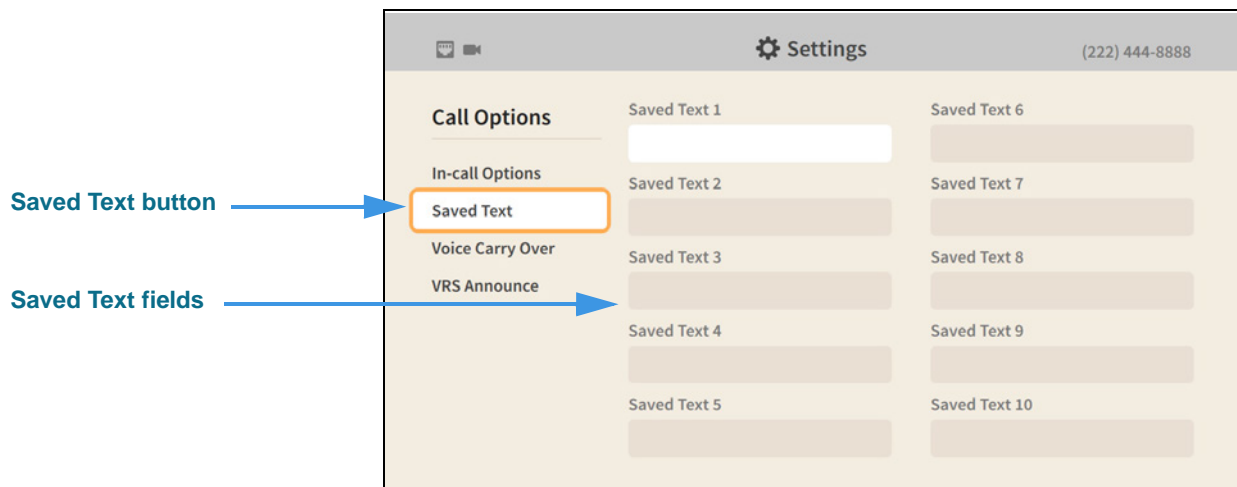 Settings
(222) 444-8888
Call Options
In-call Options
Saved Text
Voice Carry Over
VRS Announce
Saved Text button
Saved Text fields
Saved Text 1
Saved Text 2
Saved Text 3
Saved Text 4
Saved Text 5
Saved Text 6
Saved Text 7
Saved Text 8
Saved Text 9
Saved Text 10